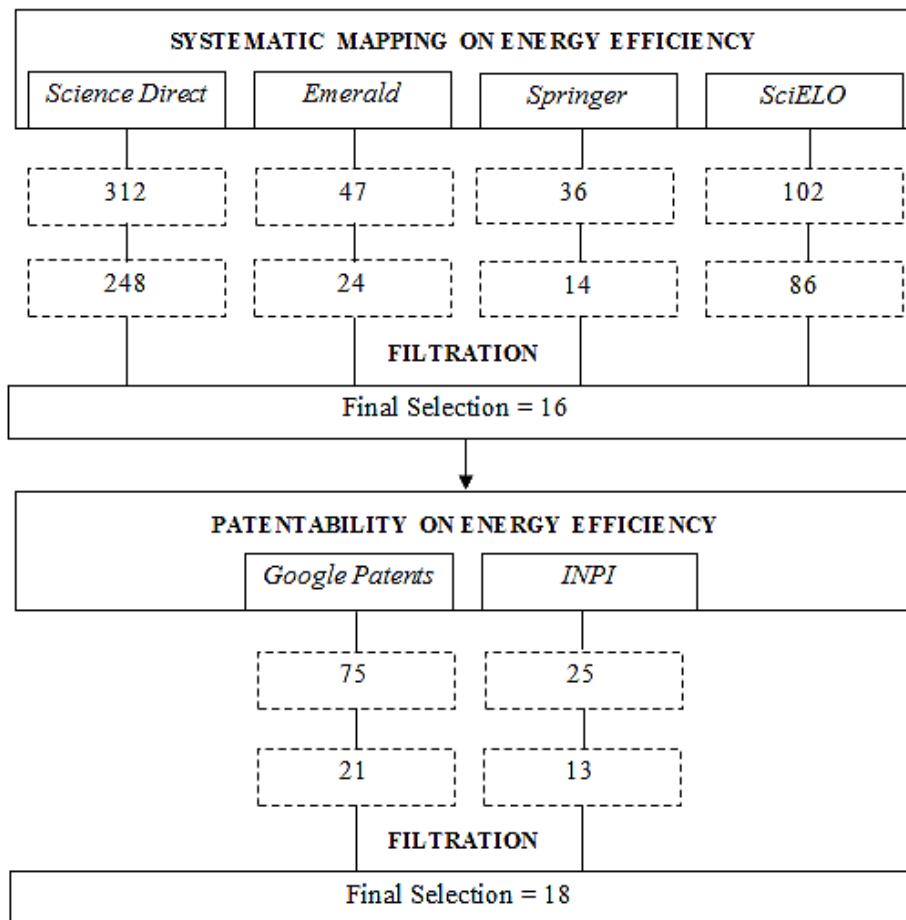 SYSTEMATIC MAPPING ON ENERGY EFFICIENCY
Science Direct Emerald Springer SciELO
312 47 36 102
248 24 14 86
FILTRATION
Final Selection = 16
PATENTABILITY ON ENERGY EFFICIENCY
Google Patents INPI
75 25
21 13
FILTRATION
Final Selection = 18